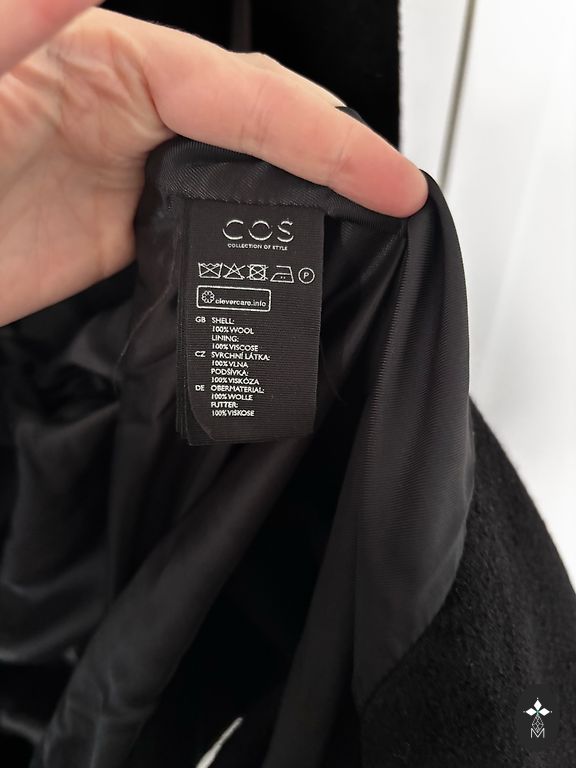 COS
COLLECTION OF STYLE
P
clevercare.info
GB SHELL:
100% WOOL
LINING:
100% VISCOSE
CZ SVRCHNÍ LÁTKA:
100% VLNA
PODŠÍVKA:
100% VISKÓZA
DE OBERMATERIAL:
100% WOLLE
FUTTER:
100% VISKOSE
M